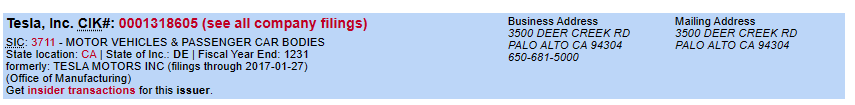 Tesla, Inc. CIK#: 0001318605 (see all company filings)
SIC: 3711 - MOTOR VEHICLES & PASSENGER CAR BODIES
State location: CA | State of Inc.: DE | Fiscal Year End: 1231
formerly: TESLA MOTORS INC (filings through 2017-01-27)
(Office of Manufacturing)
Get insider transactions for this issuer.
Business Address
3500 DEER CREEK RD
PALO ALTO CA 94304
650-681-5000
Mailing Address
3500 DEER CREEK RD
PALO ALTO CA 94304